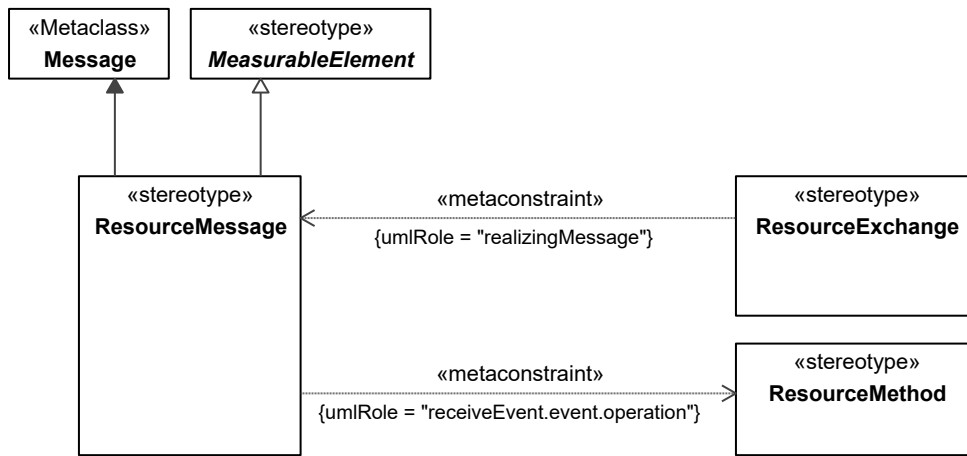 «Metaclass»
Message
«stereotype»
MeasurableElement
«stereotype»
ResourceMessage
«metaconstraint»
{umlRole = "realizingMessage"}
«stereotype»
ResourceExchange
«metaconstraint»
{umlRole = "receiveEvent.event.operation"}
«stereotype»
ResourceMethod